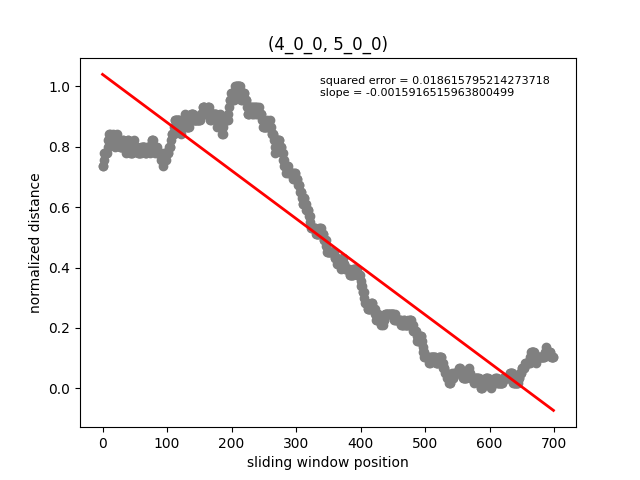 (4_0_0, 5_0_0)
squared error = 0.018615795214273718
slope = -0.0015916515963800499
normalized distance
1.0
0.8
0.6
0.4
0.2
0.0
0 100 200 300 400 500 600 700
sliding window position